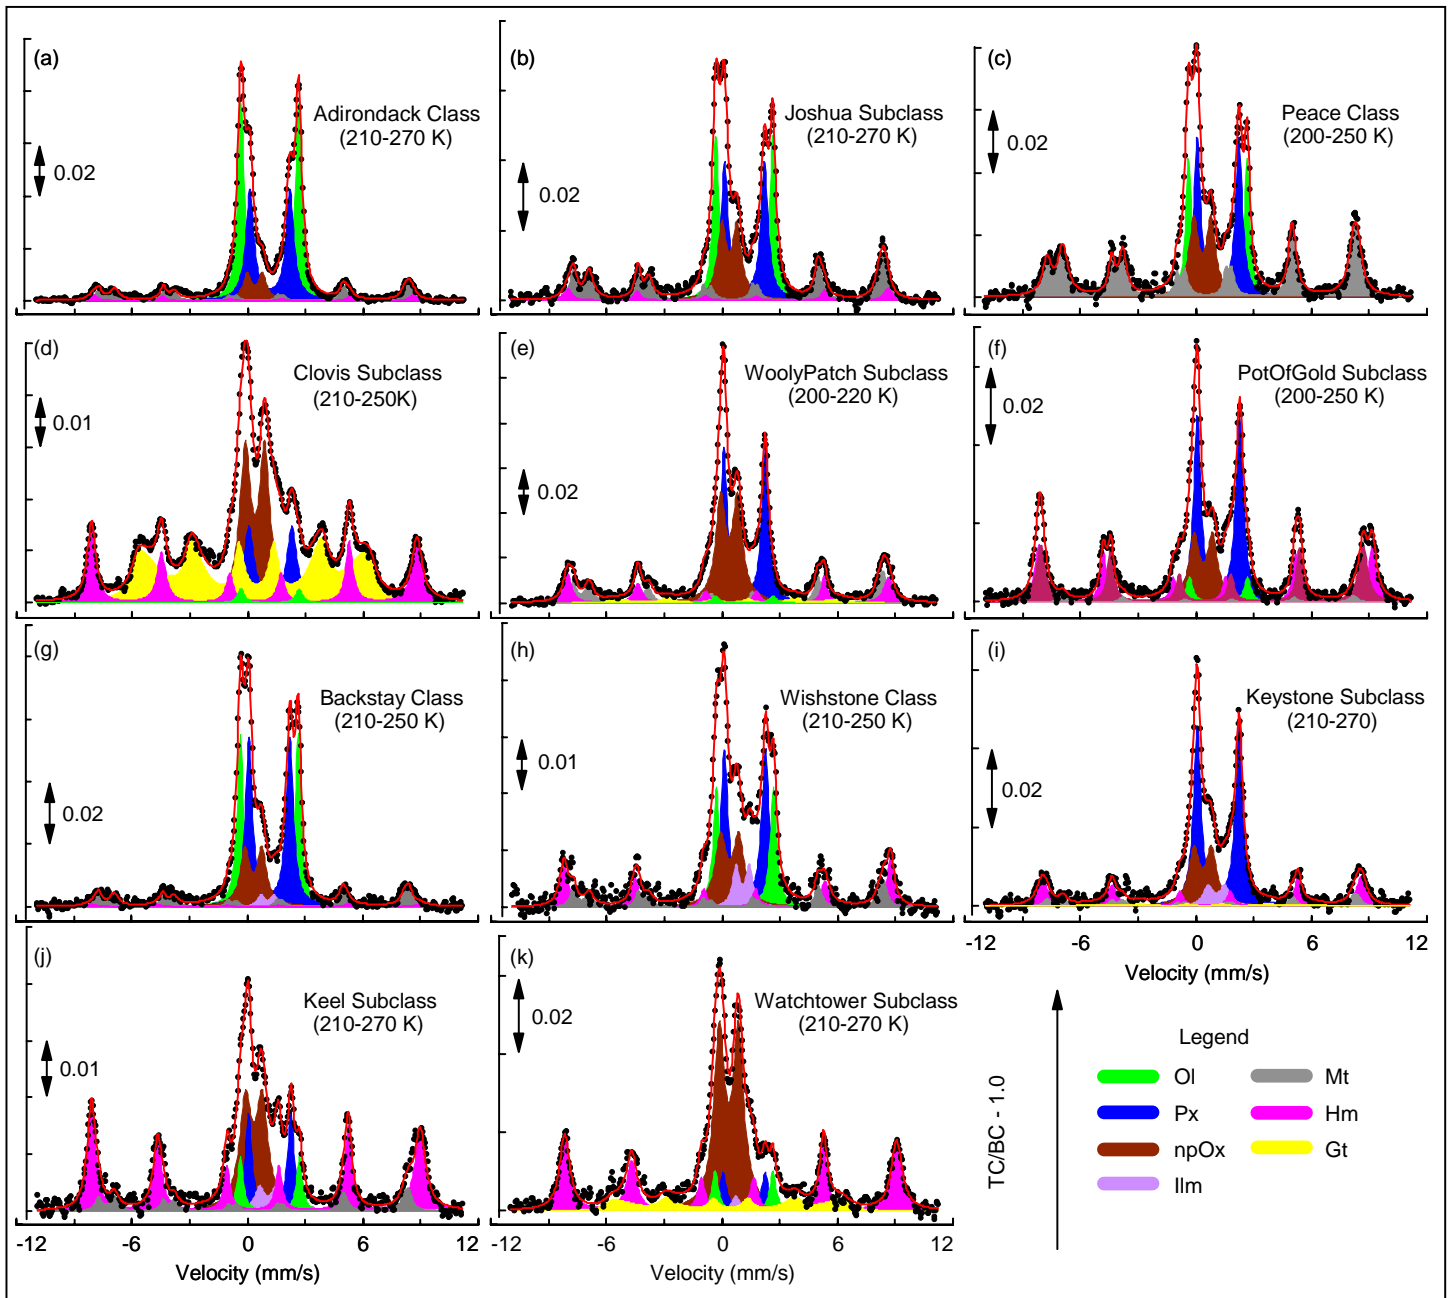 (a)
Adirondack Class
(210-270 K)
0.02
(b)
Joshua Subclass
(210-270 K)
0.02
(c)
Peace Class
(200-250 K)
0.02
(d)
Clovis Subclass
(210-250K)
0.01
(e)
WoolyPatch Subclass
(200-220 K)
0.02
(f)
PotOfGold Subclass
(200-250 K)
0.02
(g)
Backstay Class
(210-250 K)
0.02
(h)
Wishstone Class
(210-250 K)
0.01
(i)
Keystone Subclass
(210-270)
0.02
-12 -6 0 6 12
Velocity (mm/s)
(j)
Keel Subclass
(210-270 K)
0.01
-12 -6 0 6 12
Velocity (mm/s)
(k)
Watchtower Subclass
(210-270 K)
0.02
-12 -6 0 6 12
Velocity (mm/s)
TC/BC - 1.0
Legend
Ol
Px
npOx
Ilm
Mt
Hm
Gt